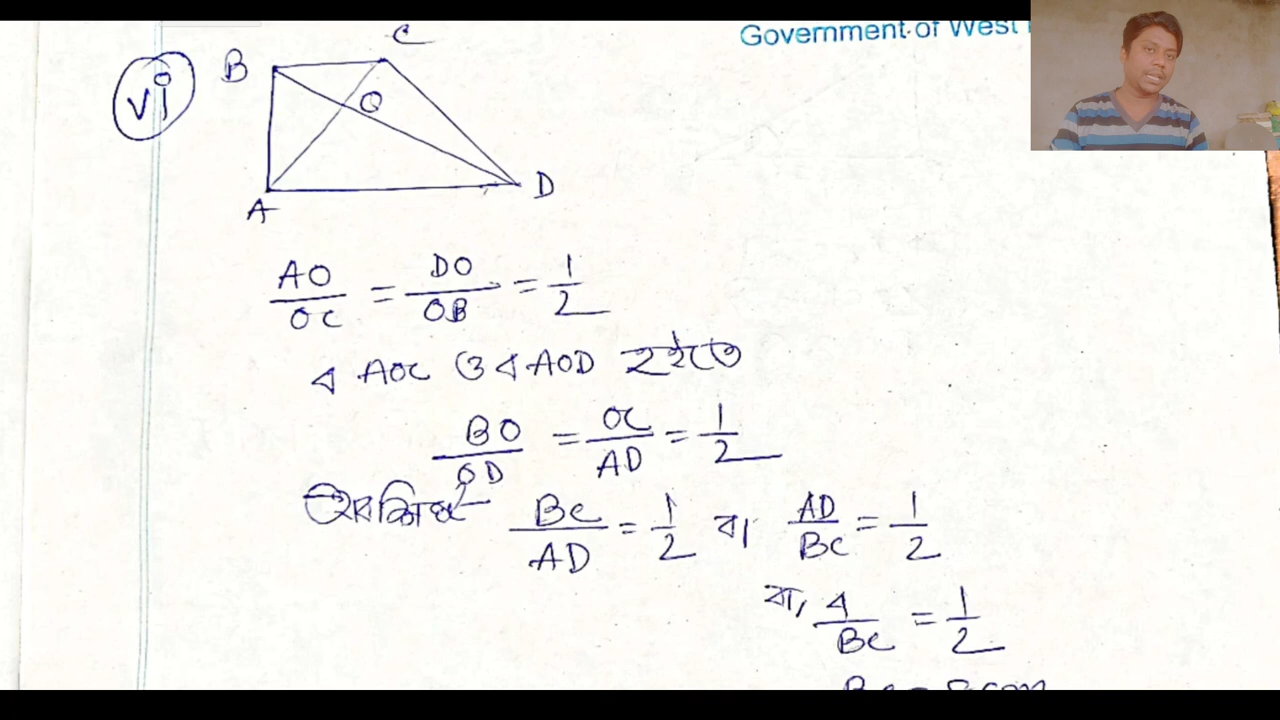 Government of West
vi
B
C
O
A
D
AO/OC = DO/OB = 1/2
ব AOC ও ব AOD হইতে
BO/OD = OC/AD = 1/2
BC/AD = 1/2 বা, AD/BC = 1/2
বা, 4/BC = 1/2